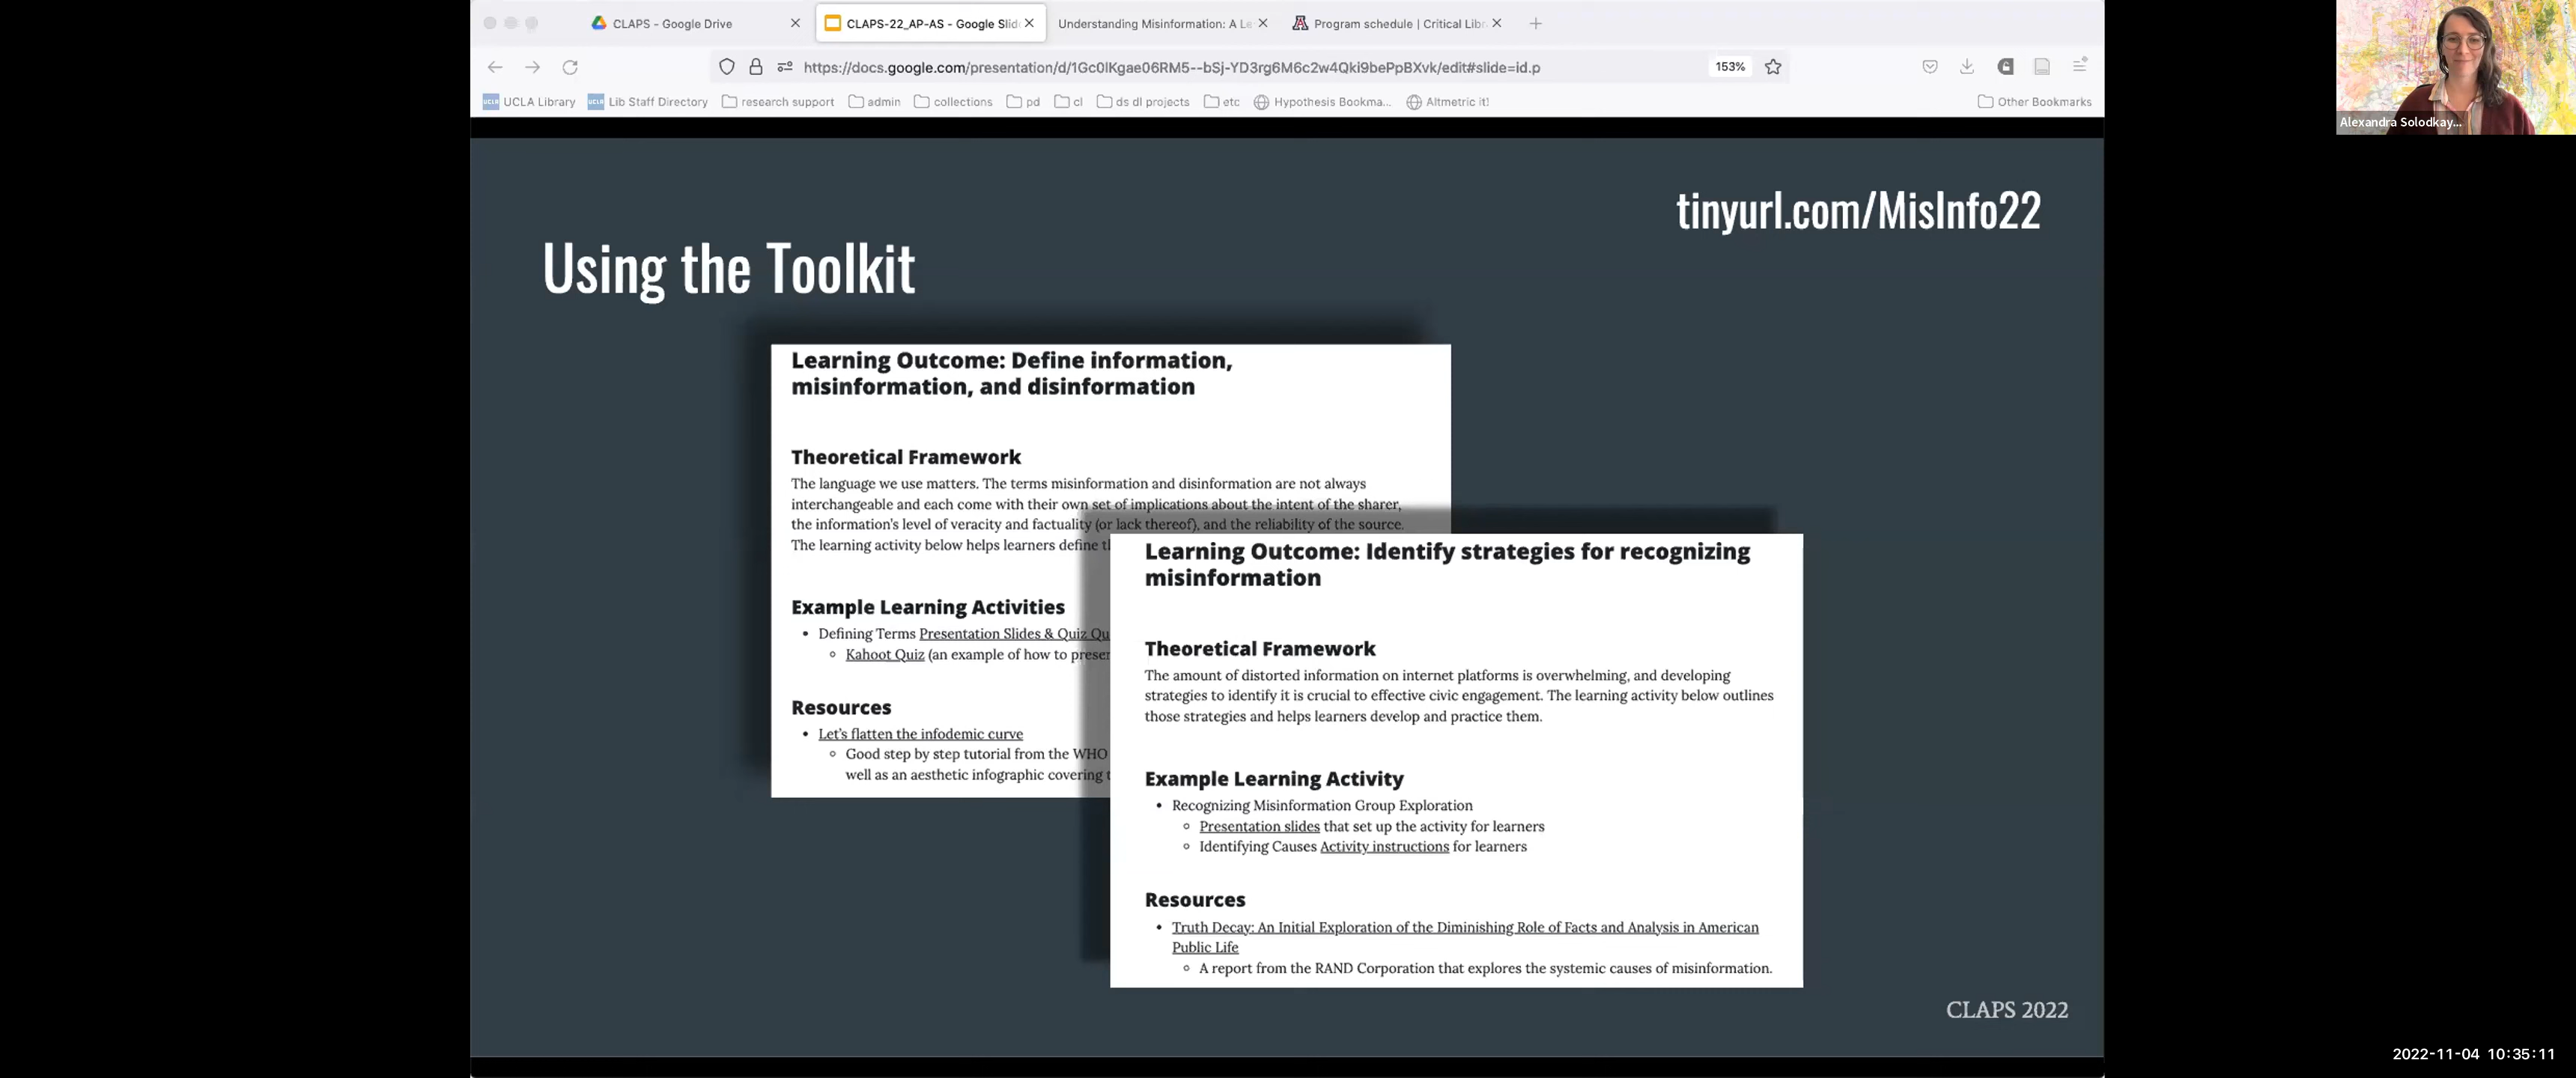 CLAPS - Google Drive
CLAPS-22_AP-AS - Google Slid
Understanding Misinformation: A Le
Program schedule | Critical Libr
https://docs.google.com/presentation/d/1Gc0lKgae06RM5--bSj-YD3rg6M6c2w4Qki9bePpBXvk/edit#slide=id.p
153%
UCLA Library
Lib Staff Directory
research support
admin
collections
pd
cl
ds dl projects
etc
Hypothesis Bookma...
Altmetric it!
Other Bookmarks
Alexandra Solodkay...
tinyurl.com/MisInfo22
Using the Toolkit
Learning Outcome: Define information,
misinformation, and disinformation
Theoretical Framework
The language we use matters. The terms misinformation and disinformation are not always
interchangeable and each come with their own set of implications about the intent of the sharer,
the information's level of veracity and factuality (or lack thereof), and the reliability of the source.
The learning activity below helps learners define
Example Learning Activities
• Defining Terms Presentation Slides & Quiz Qu
◦ Kahoot Quiz (an example of how to presen
Resources
• Let's flatten the infodemic curve
◦ Good step by step tutorial from the WHO
well as an aesthetic infographic covering
Learning Outcome: Identify strategies for recognizing
misinformation
Theoretical Framework
The amount of distorted information on internet platforms is overwhelming, and developing
strategies to identify it is crucial to effective civic engagement. The learning activity below outlines
those strategies and helps learners develop and practice them.
Example Learning Activity
• Recognizing Misinformation Group Exploration
◦ Presentation slides that set up the activity for learners
◦ Identifying Causes Activity instructions for learners
Resources
• Truth Decay: An Initial Exploration of the Diminishing Role of Facts and Analysis in American
Public Life
◦ A report from the RAND Corporation that explores the systemic causes of misinformation.
CLAPS 2022
2022-11-04 10:35:11